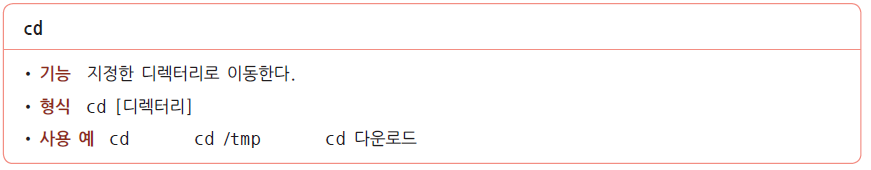 cd
• 기능 지정한 디렉터리로 이동한다.
• 형식 cd [디렉터리]
• 사용 예 cd cd /tmp cd 다운로드